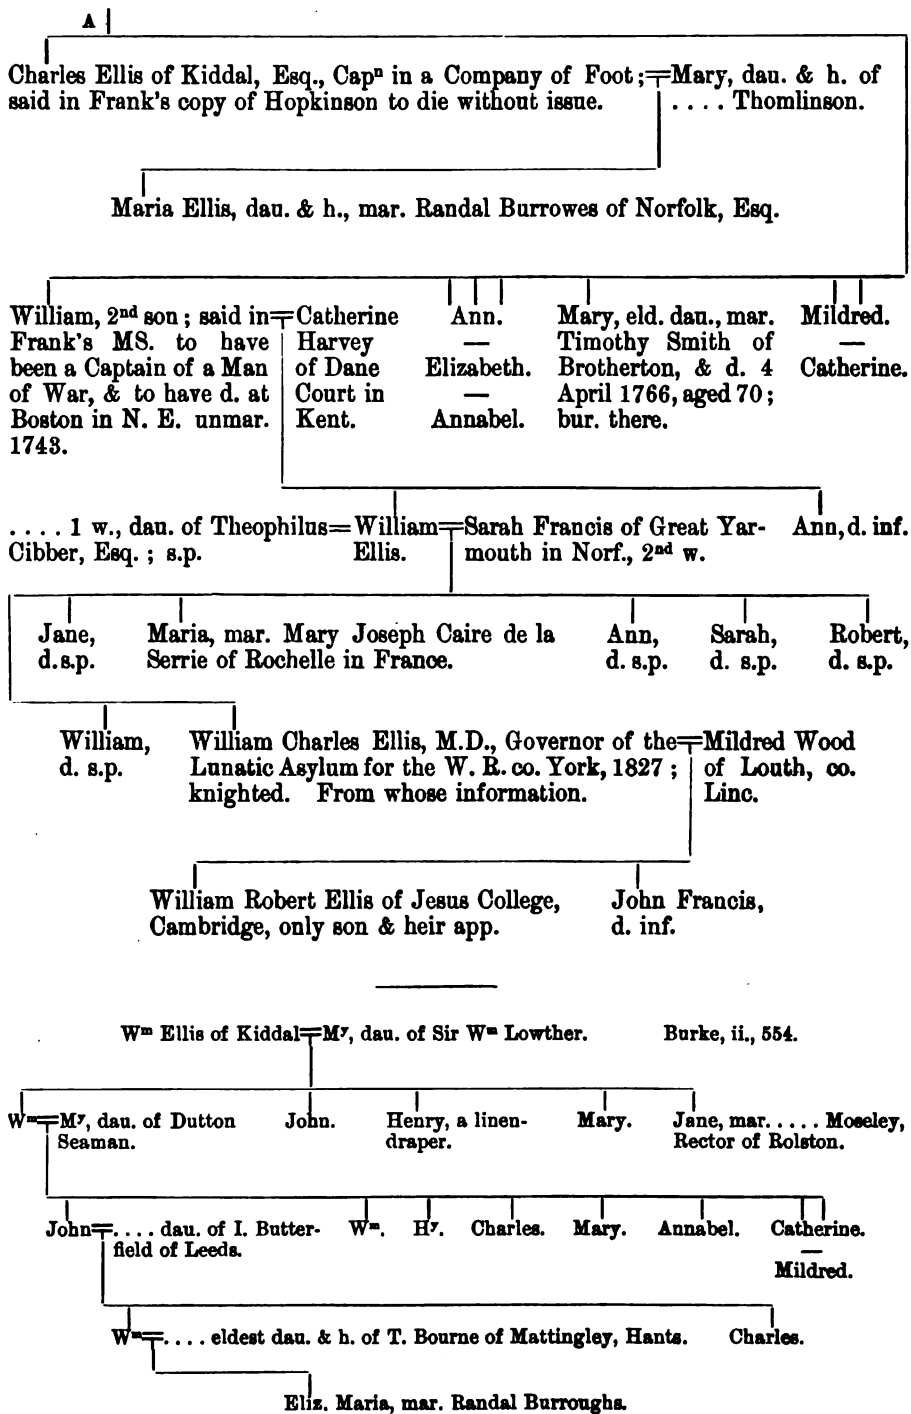 A
Charles Ellis of Kiddal, Esq., Capⁿ in a Company of Foot; = Mary, dau. & h. of
said in Frank's copy of Hopkinson to die without issue. . . . . Thomlinson.
Maria Ellis, dau. & h., mar. Randal Burrowes of Norfolk, Esq.
William, 2ⁿᵈ son; said in = Catherine
Frank's MS. to have Harvey
been a Captain of a Man of Dane
of War, & to have d. at Court in
Boston in N. E. unmar. Kent.
1743.
Ann.
—
Elizabeth.
—
Annabel.
Mary, eld. dau., mar.
Timothy Smith of
Brotherton, & d. 4
April 1766, aged 70;
bur. there.
Mildred.
—
Catherine.
. . . . 1 w., dau. of Theophilus = William = Sarah Francis of Great Yar- Ann, d. inf.
Cibber, Esq.; s.p. Ellis. mouth in Norf., 2ⁿᵈ w.
Jane, Maria, mar. Mary Joseph Caire de la Ann, Sarah, Robert,
d.s.p. Serrie of Rochelle in France. d. s.p. d. s.p. d. s.p.
William, William Charles Ellis, M.D., Governor of the = Mildred Wood
d. s.p. Lunatic Asylum for the W. R. co. York, 1827; of Louth, co.
knighted. From whose information. Linc.
William Robert Ellis of Jesus College, John Francis,
Cambridge, only son & heir app. d. inf.
Wᵐ Ellis of Kiddal = Mʸ, dau. of Sir Wᵐ Lowther. Burke, ii., 554.
Wᵐ = Mʸ, dau. of Dutton John. Henry, a linen- Mary. Jane, mar. . . . . Moseley,
Seaman. draper. Rector of Rolston.
John = . . . . dau. of I. Butter- Wᵐ. Hʸ. Charles. Mary. Annabel. Catherine.
field of Leeds. —
Mildred.
Wᵐ = . . . . eldest dau. & h. of T. Bourne of Mattingley, Hants. Charles.
Eliz. Maria, mar. Randal Burroughs.